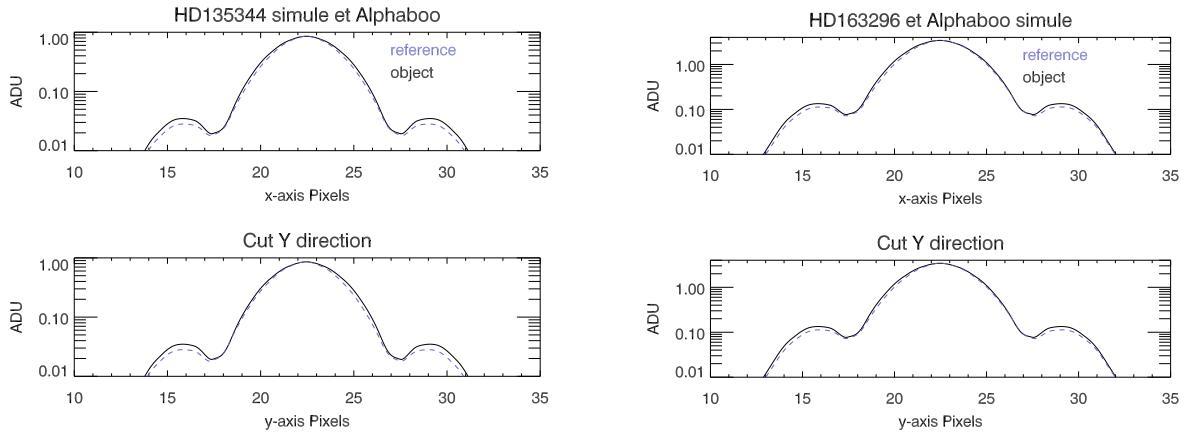 HD135344 simule et Alphaboo
1.00
0.10
0.01
ADU
reference
object
10 15 20 25 30 35
x-axis Pixels
Cut Y direction
1.00
0.10
0.01
ADU
10 15 20 25 30 35
y-axis Pixels
HD163296 et Alphaboo simule
1.00
0.10
0.01
ADU
reference
object
10 15 20 25 30 35
x-axis Pixels
Cut Y direction
1.00
0.10
0.01
ADU
10 15 20 25 30 35
y-axis Pixels